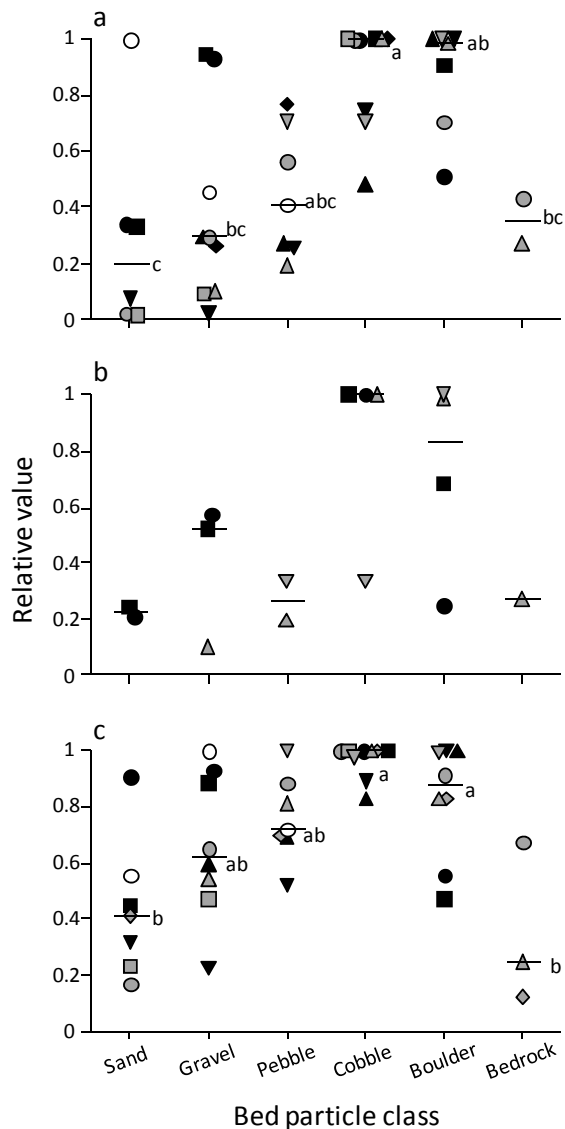 a
1
0.8
0.6
0.4
0.2
0
c
bc
abc
a
ab
bc
b
1
0.8
0.6
0.4
0.2
0
Relative value
c
1
0.8
0.6
0.4
0.2
0
b
ab
ab
a
a
b
Sand
Gravel
Pebble
Cobble
Boulder
Bedrock
Bed particle class